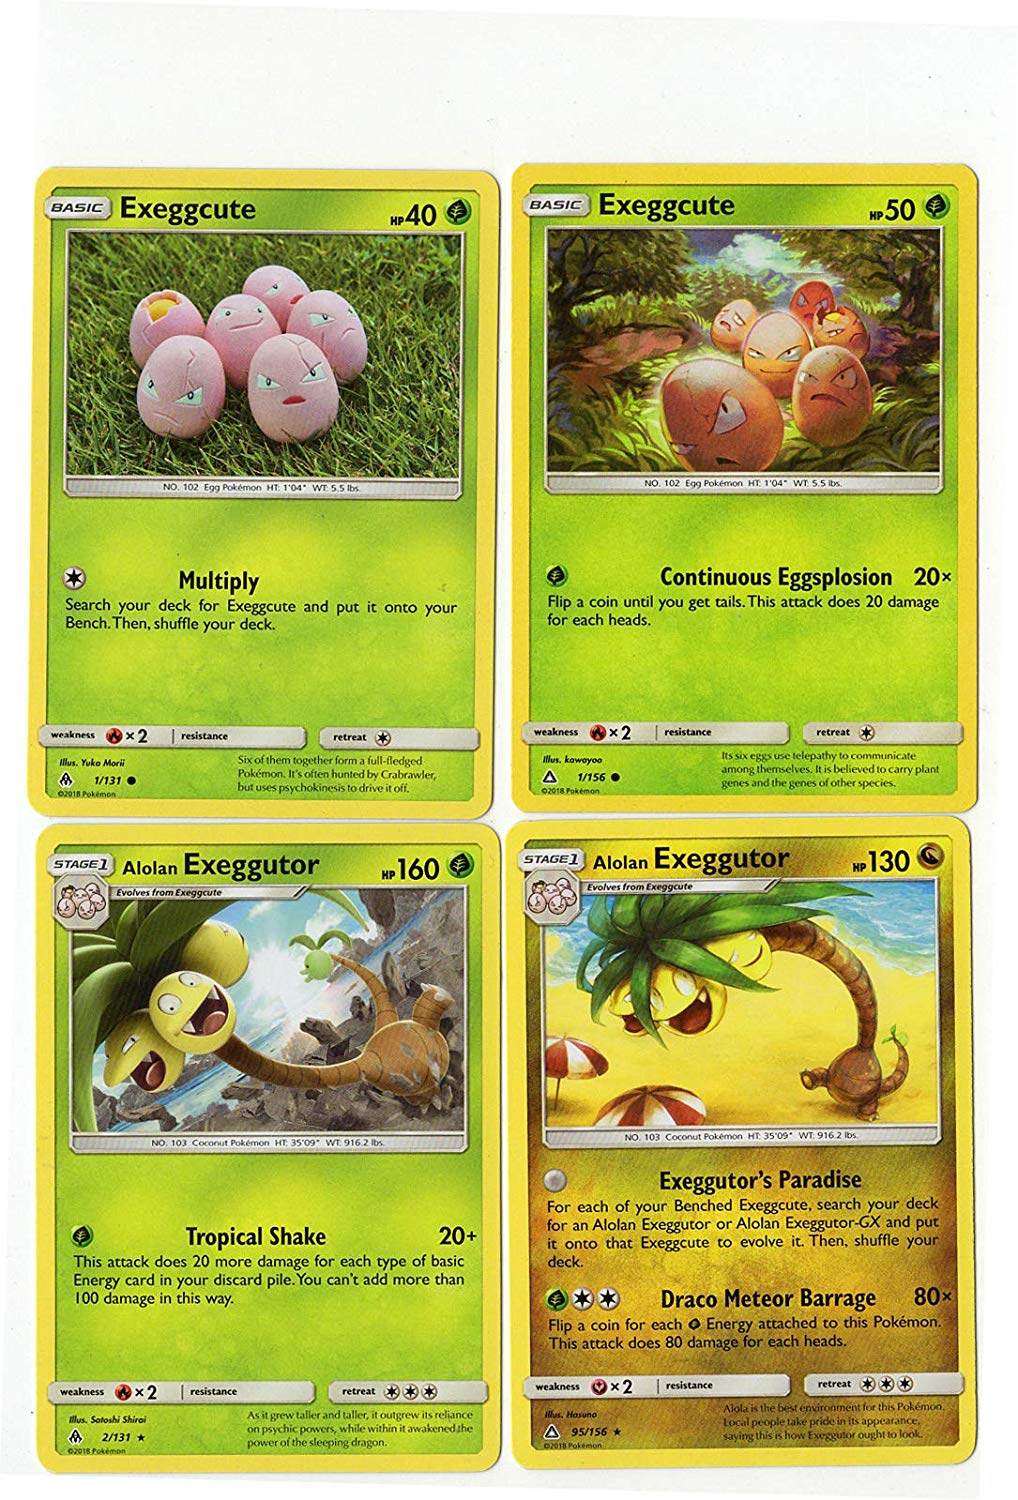 BASIC Exeggcute HP40
NO. 102 Egg Pokémon HT: 1'04" WT: 5.5 lbs.
Multiply
Search your deck for Exeggcute and put it onto your
Bench. Then, shuffle your deck.
weakness ×2 resistance retreat
Illus. Yuka Morii
1/131
©2018 Pokémon
Six of them together form a full-fledged
Pokémon. It's often hunted by Crabrawler,
but uses psychokinesis to drive it off.
BASIC Exeggcute HP50
NO. 102 Egg Pokémon HT: 1'04" WT: 5.5 lbs.
Continuous Eggsplosion 20×
Flip a coin until you get tails. This attack does 20 damage
for each heads.
weakness ×2 resistance retreat
Illus. kawayoo
1/156
©2018 Pokémon
Its six eggs use telepathy to communicate
among themselves. It is believed to carry plant
genes and the genes of other species.
STAGE1 Alolan Exeggutor HP160
Evolves from Exeggcute
NO. 103 Coconut Pokémon HT: 35'09" WT: 916.2 lbs.
Tropical Shake 20+
This attack does 20 more damage for each type of basic
Energy card in your discard pile. You can't add more than
100 damage in this way.
weakness ×2 resistance retreat
Illus. Satoshi Shirai
2/131
©2018 Pokémon
As it grew taller and taller, it outgrew its reliance
on psychic powers, while within it awakened the
power of the sleeping dragon.
STAGE1 Alolan Exeggutor HP130
Evolves from Exeggcute
NO. 103 Coconut Pokémon HT: 35'09" WT: 916.2 lbs.
Exeggutor's Paradise
For each of your Benched Exeggcute, search your deck
for an Alolan Exeggutor or Alolan Exeggutor-GX and put
it onto that Exeggcute to evolve it. Then, shuffle your
deck.
Draco Meteor Barrage 80×
Flip a coin for each Energy attached to this Pokémon.
This attack does 80 damage for each heads.
weakness ×2 resistance retreat
Illus. Hasuno
95/156
©2018 Pokémon
Alola is the best environment for this Pokémon.
Local people take pride in its appearance,
saying this is how Exeggutor ought to look.